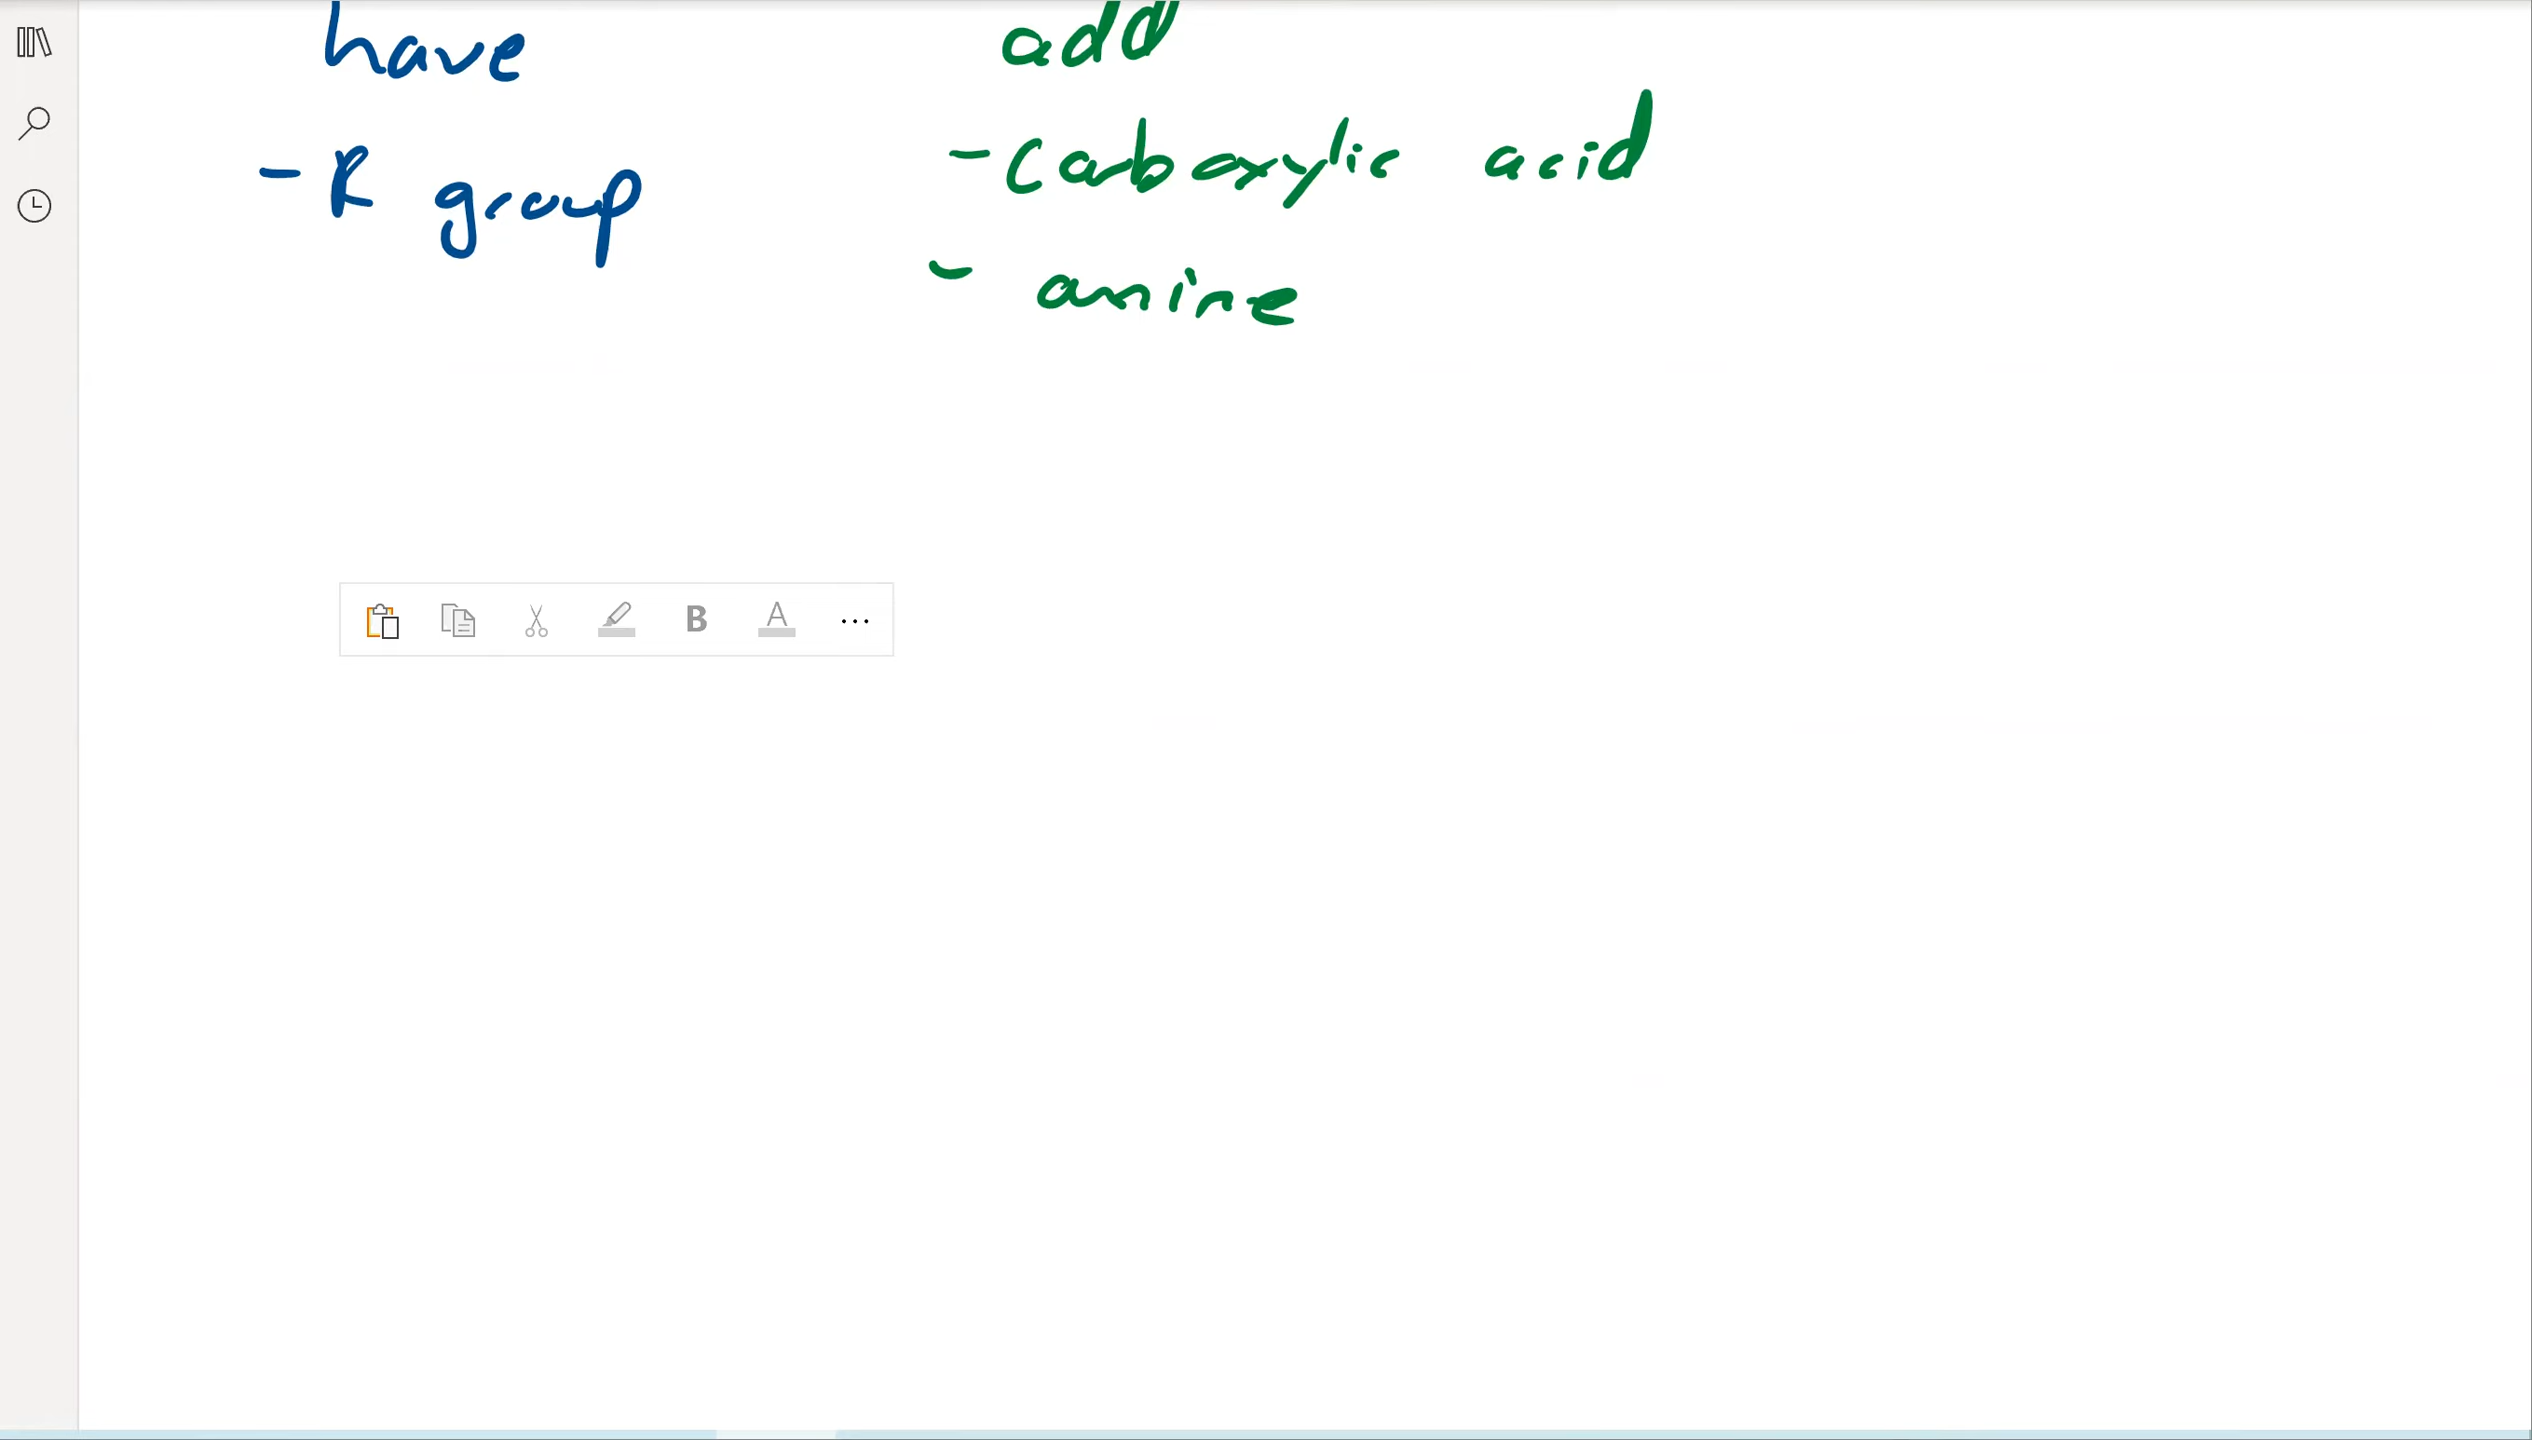 have
- R group
add
- Carboxylic acid
- amine
B
A
...